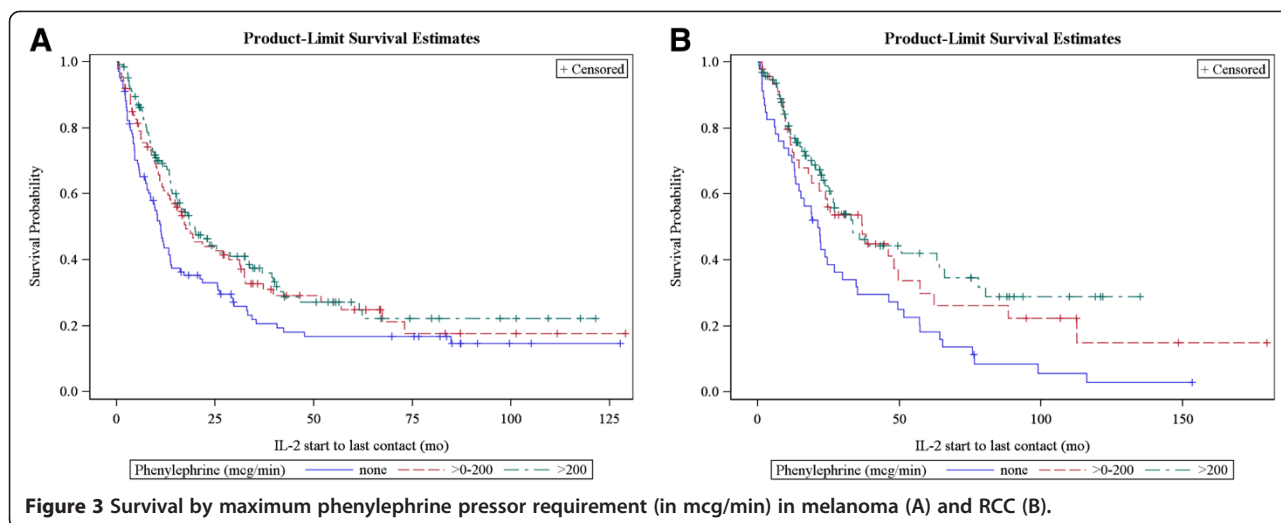 A
Product-Limit Survival Estimates
+ Censored
1.0
0.8
0.6
0.4
0.2
0.0
Survival Probability
0 25 50 75 100 125
IL-2 start to last contact (mo)
Phenylephrine (mcg/min) none >0-200 >200
B
Product-Limit Survival Estimates
+ Censored
1.0
0.8
0.6
0.4
0.2
0.0
Survival Probability
0 50 100 150
IL-2 start to last contact (mo)
Phenylephrine (mcg/min) none >0-200 >200
Figure 3 Survival by maximum phenylephrine pressor requirement (in mcg/min) in melanoma (A) and RCC (B).